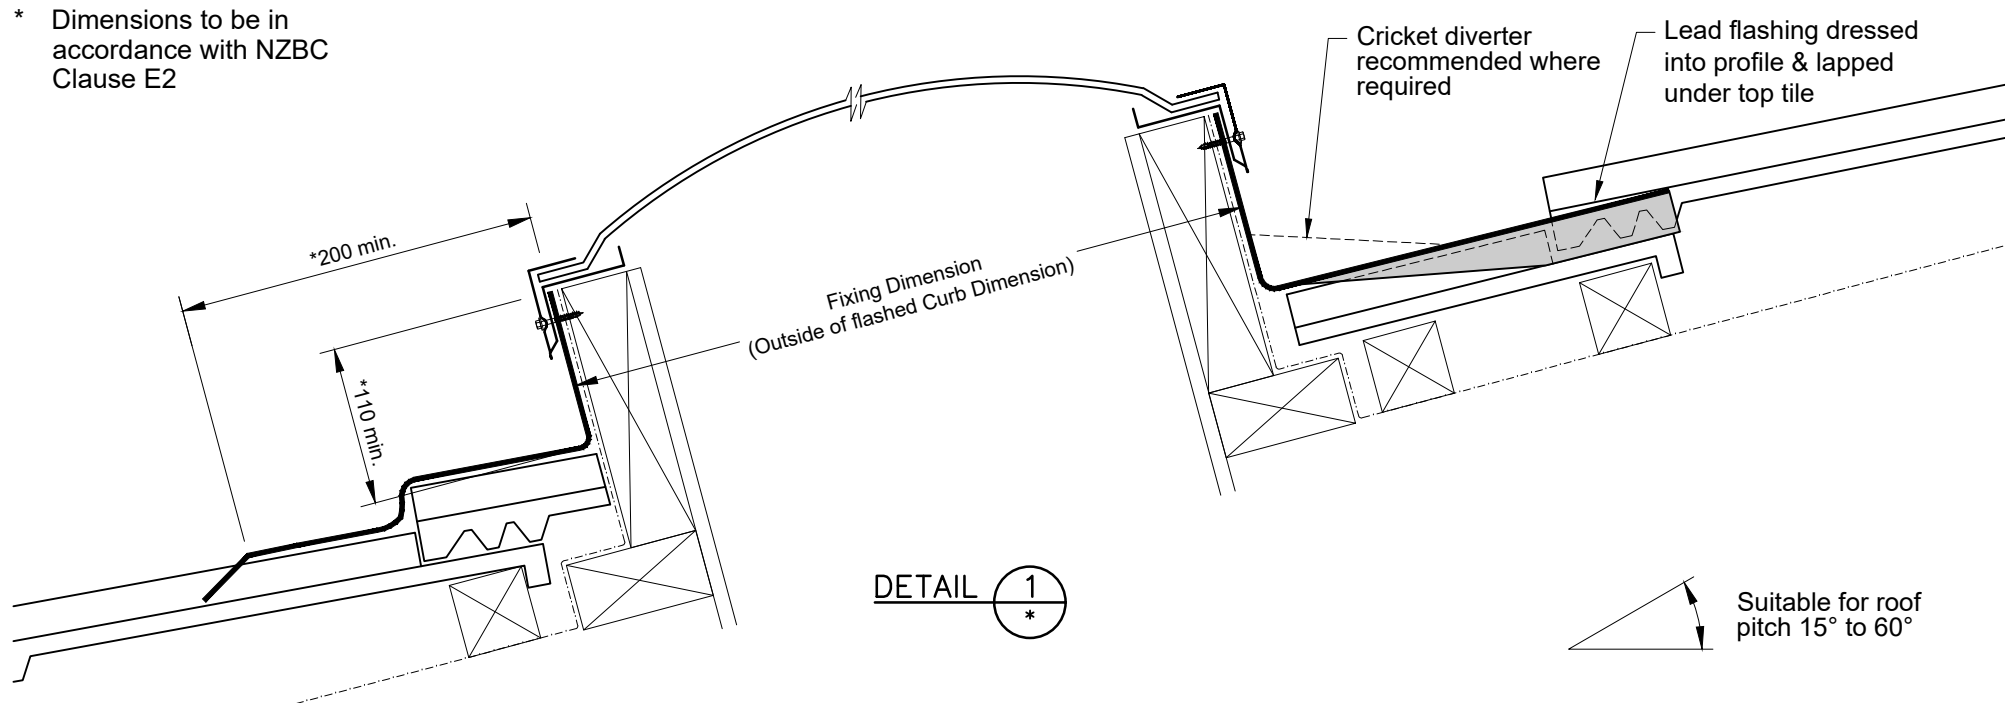 * Dimensions to be in
accordance with NZBC
Clause E2
Cricket diverter
recommended where
required
Lead flashing dressed
into profile & lapped
under top tile
*200 min.
*110 min.
Fixing Dimension
(Outside of flashed Curb Dimension)
DETAIL 1
*
Suitable for roof
pitch 15° to 60°